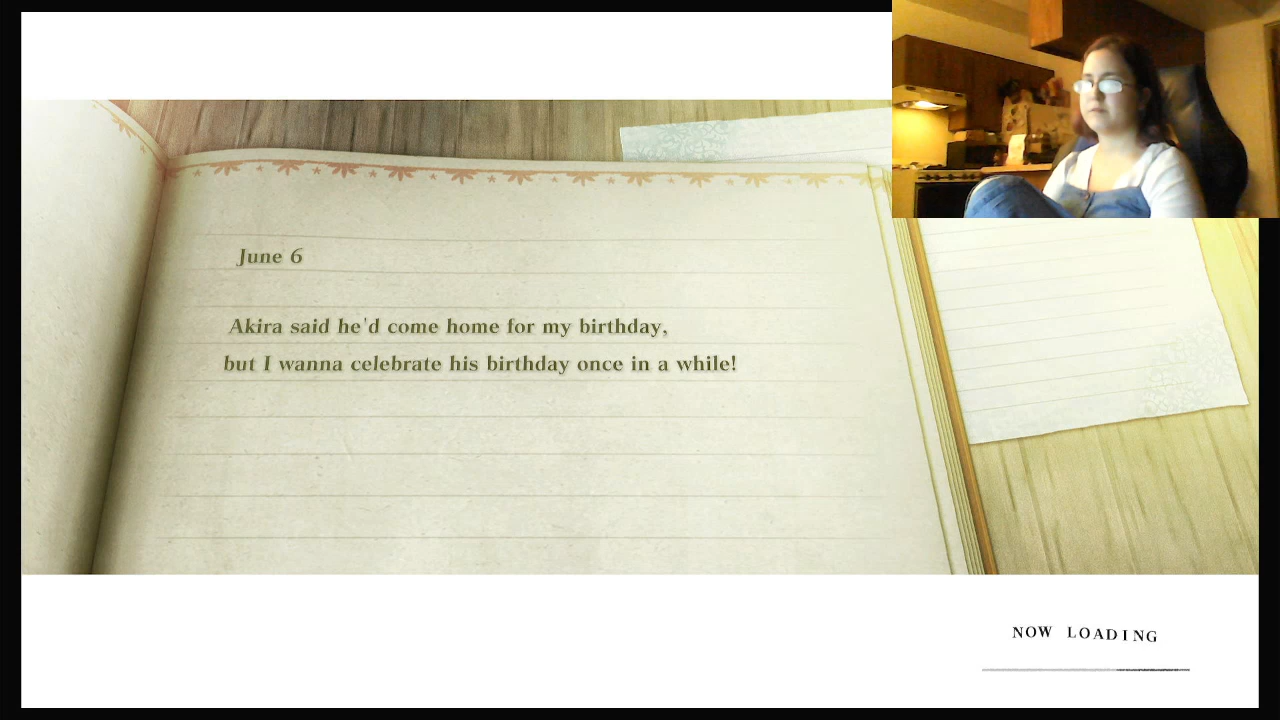 June 6
Akira said he'd come home for my birthday,
but I wanna celebrate his birthday once in a while!
NOW LOADING